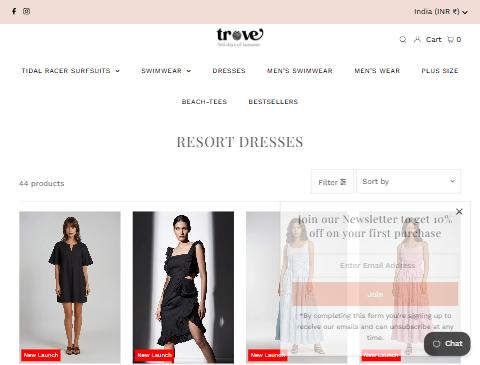 India (INR ₹)
trove
Cart 0
TIDAL RACER SURFSUITS
SWIMWEAR
DRESSES
MEN'S SWIMWEAR
MEN'S WEAR
PLUS SIZE
BEACH-TEES
BESTSELLERS
RESORT DRESSES
44 products
Filter
Sort by
Join our Newsletter to get 10%
off on your first purchase
Enter Email Address
Join
*By completing this form you're signing up to
receive our emails and can unsubscribe at any
time.
Chat
New Launch
New Launch
New Launch
New Launch